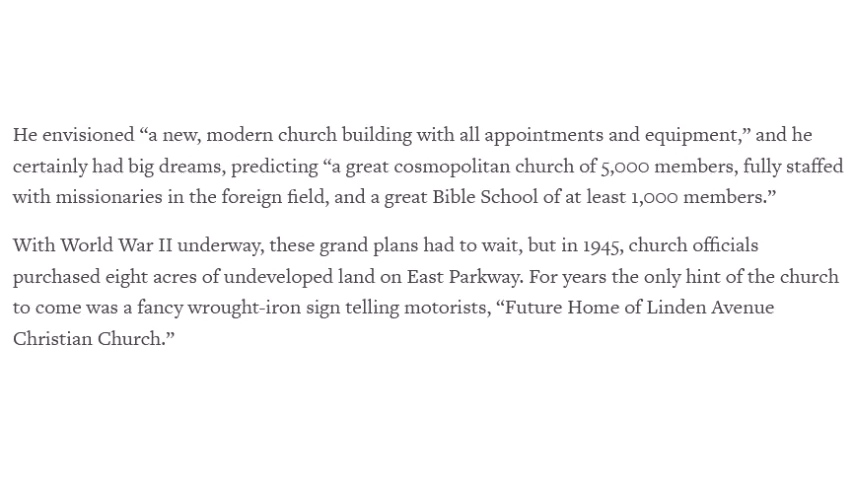 He envisioned “a new, modern church building with all appointments and equipment,” and he
certainly had big dreams, predicting “a great cosmopolitan church of 5,000 members, fully staffed
with missionaries in the foreign field, and a great Bible School of at least 1,000 members.”
With World War II underway, these grand plans had to wait, but in 1945, church officials
purchased eight acres of undeveloped land on East Parkway. For years the only hint of the church
to come was a fancy wrought-iron sign telling motorists, “Future Home of Linden Avenue
Christian Church.”